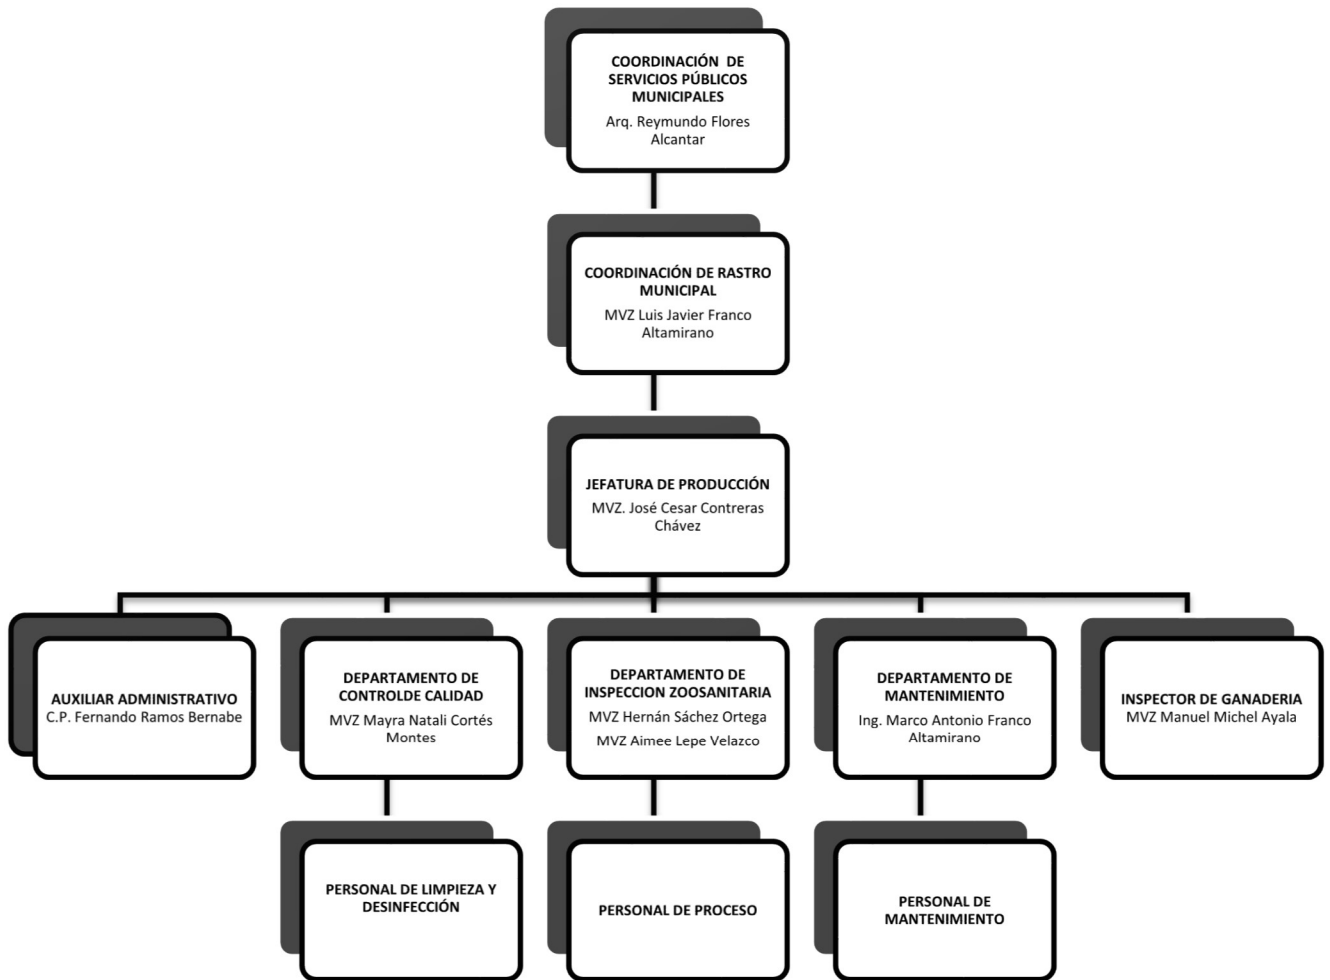 COORDINACIÓN DE
SERVICIOS PÚBLICOS
MUNICIPALES
Arq. Reymundo Flores
Alcantar
COORDINACIÓN DE RASTRO
MUNICIPAL
MVZ Luis Javier Franco
Altamirano
JEFATURA DE PRODUCCIÓN
MVZ. José Cesar Contreras
Chávez
AUXILIAR ADMINISTRATIVO
C.P. Fernando Ramos Bernabe
DEPARTAMENTO DE
CONTROLDE CALIDAD
MVZ Mayra Natali Cortés
Montes
DEPARTAMENTO DE
INSPECCION ZOOSANITARIA
MVZ Hernán Sáchez Ortega
MVZ Aimee Lepe Velazco
DEPARTAMENTO DE
MANTENIMIENTO
Ing. Marco Antonio Franco
Altamirano
INSPECTOR DE GANADERIA
MVZ Manuel Michel Ayala
PERSONAL DE LIMPIEZA Y
DESINFECCIÓN
PERSONAL DE PROCESO
PERSONAL DE
MANTENIMIENTO